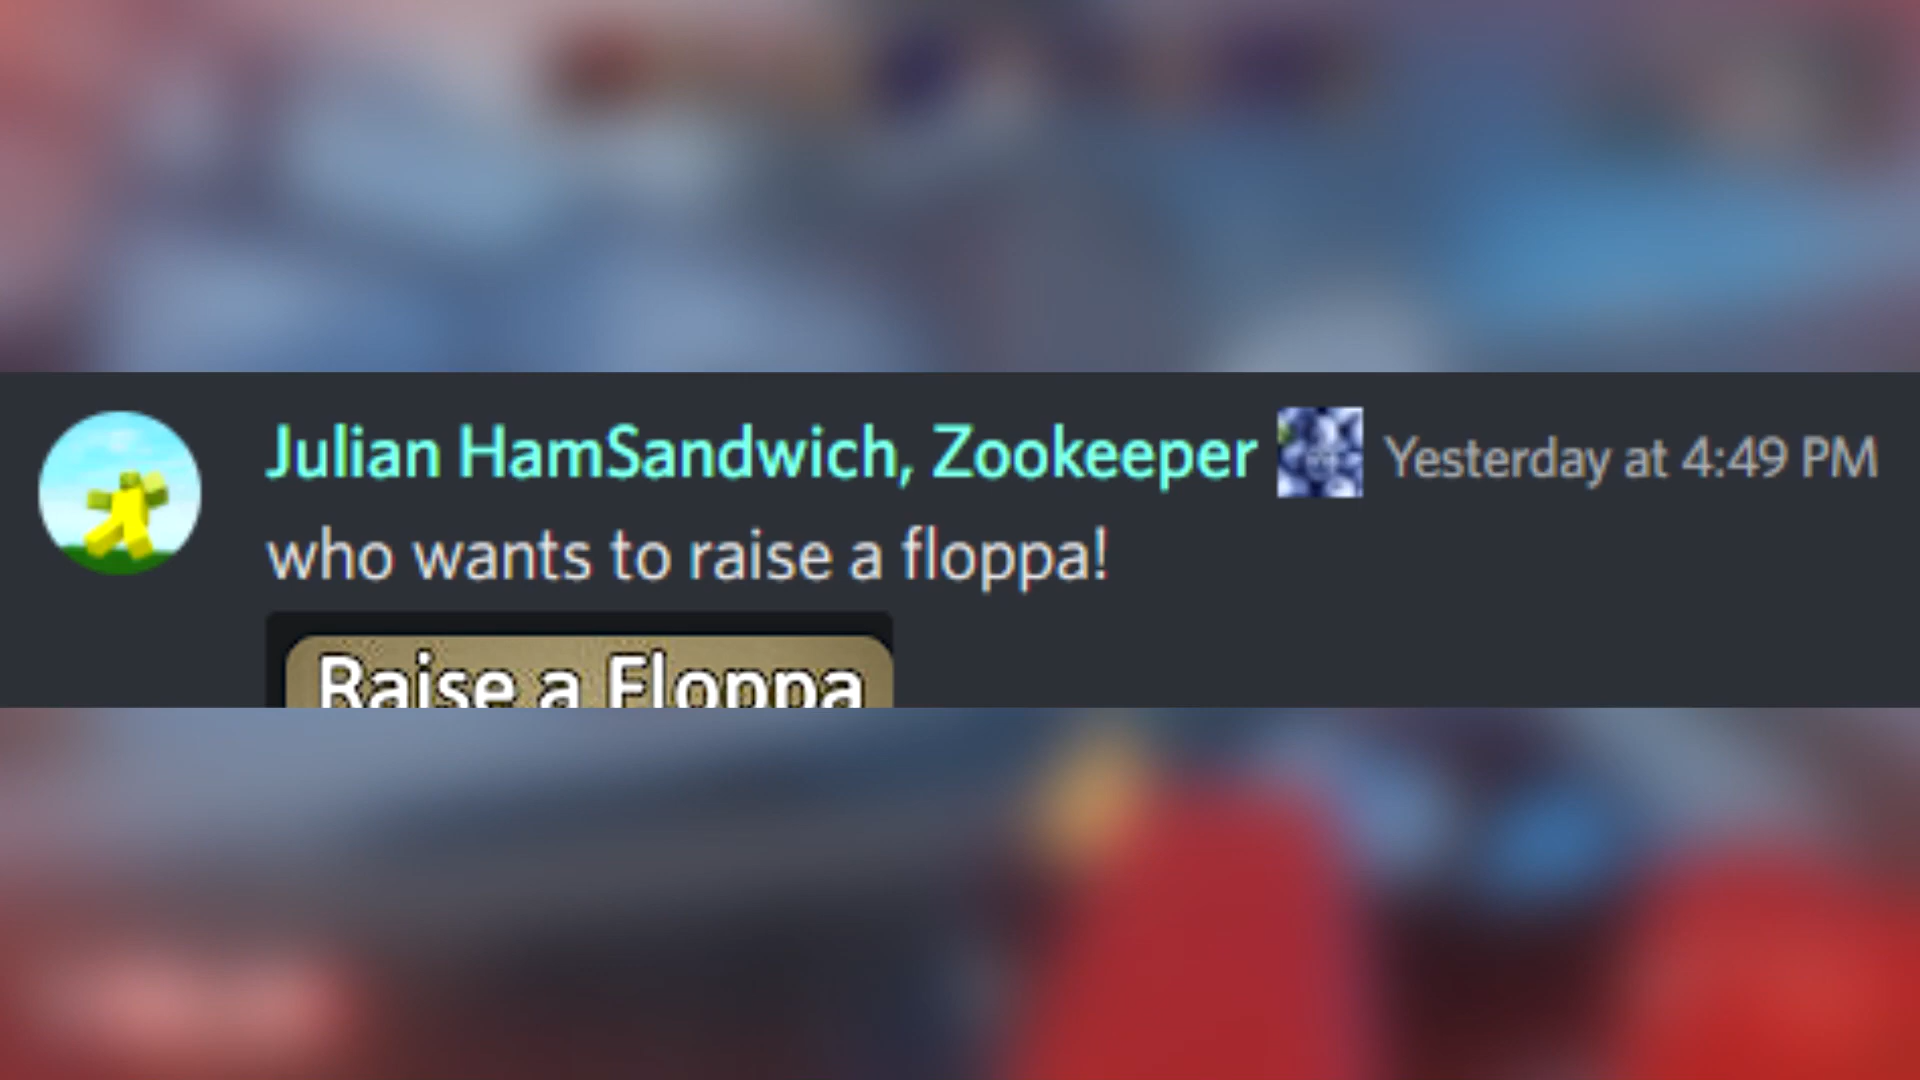 Julian HamSandwich, Zookeeper Yesterday at 4:49 PM
who wants to raise a floppa!
Raise a Floppa